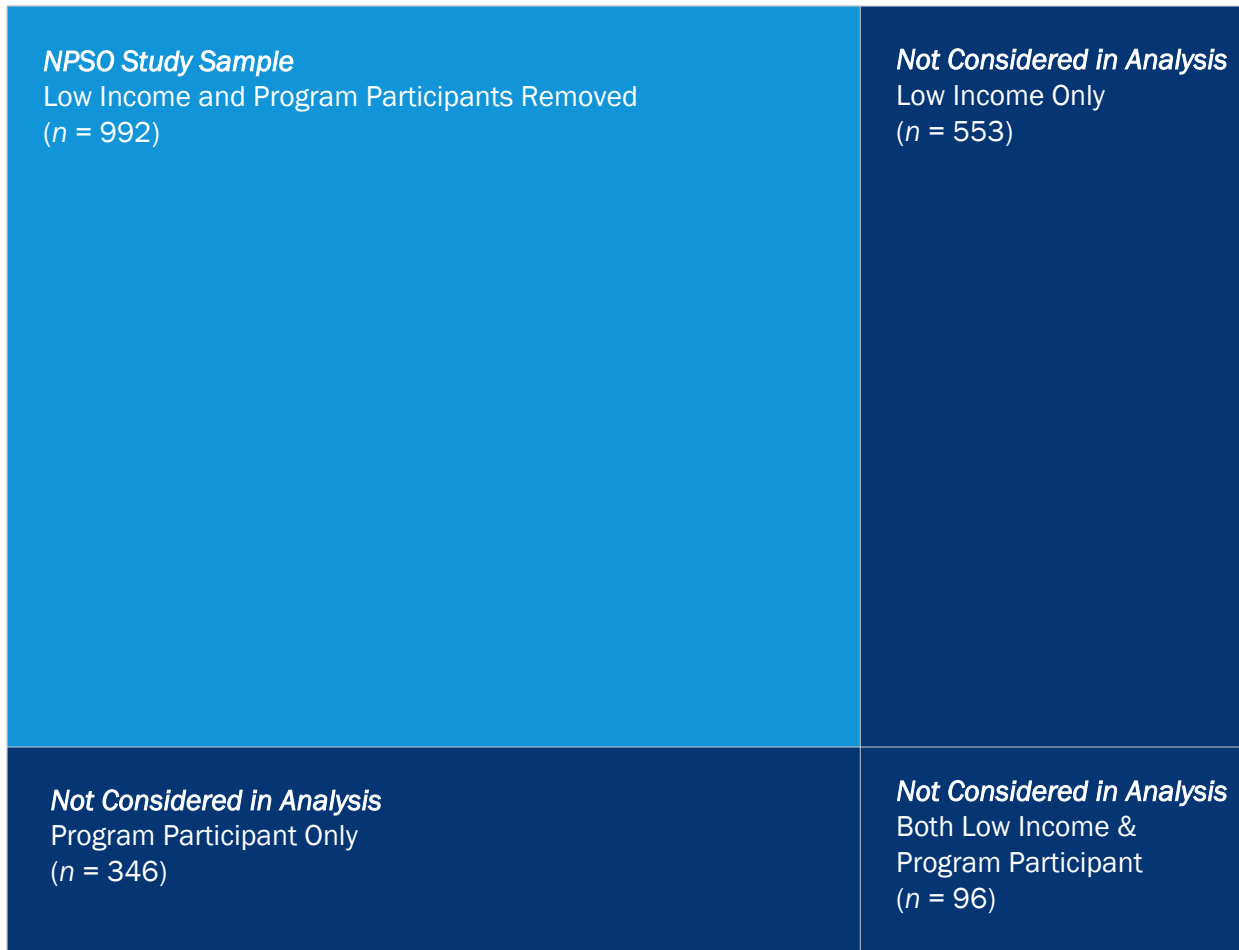 NPSO Study Sample
Low Income and Program Participants Removed
(n = 992)
Not Considered in Analysis
Low Income Only
(n = 553)
Not Considered in Analysis
Program Participant Only
(n = 346)
Not Considered in Analysis
Both Low Income &
Program Participant
(n = 96)